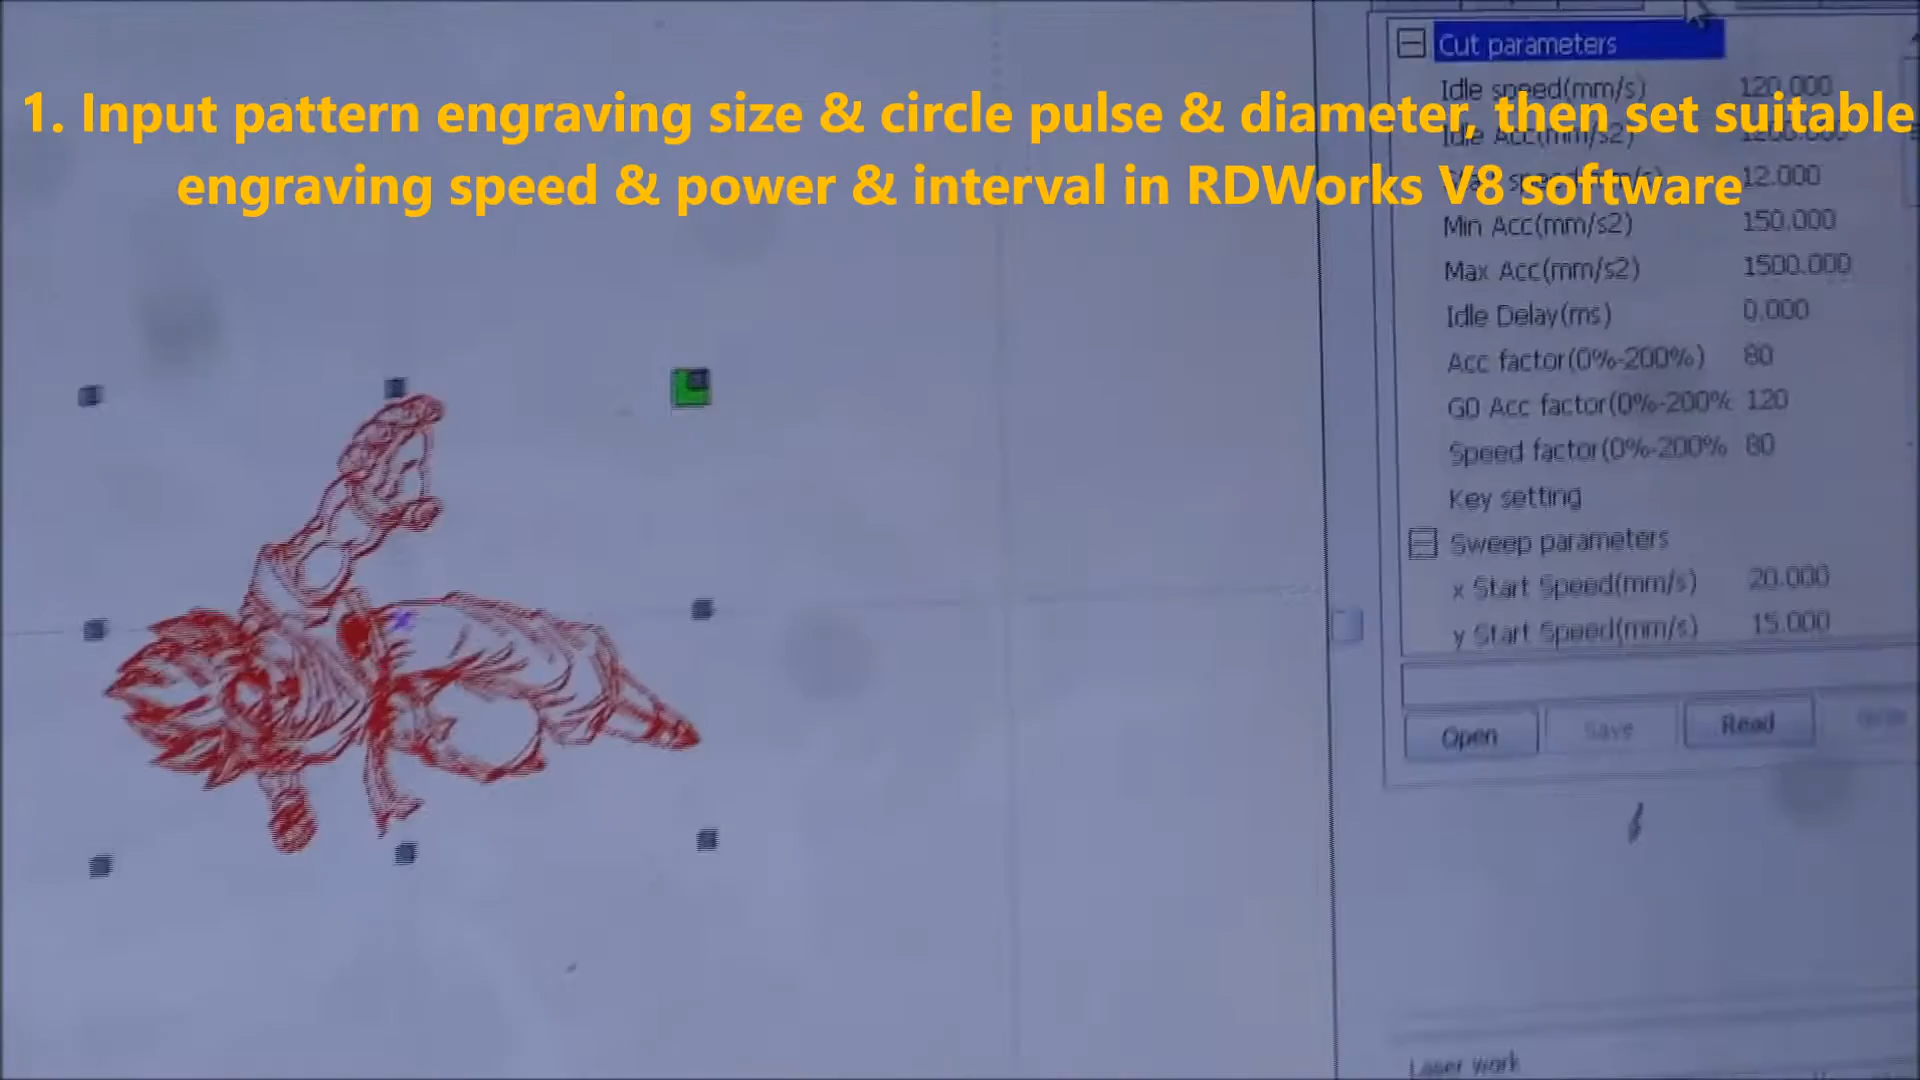 1. Input pattern engraving size & circle pulse & diameter, then set suitable
engraving speed & power & interval in RDWorks V8 software
Cut parameters
Idle speed(mm/s) 120.000
Idle Acc(mm/s2)
12.000
Min Acc(mm/s2) 150.000
Max Acc(mm/s2) 1500.000
Idle Delay(ms) 0.000
Acc factor(0%-200%) 80
G0 Acc factor(0%-200% 120
Speed factor(0%-200% 80
Key setting
Sweep parameters
x Start Speed(mm/s) 20.000
y Start Speed(mm/s) 15.000
Open Save Read
Laser work